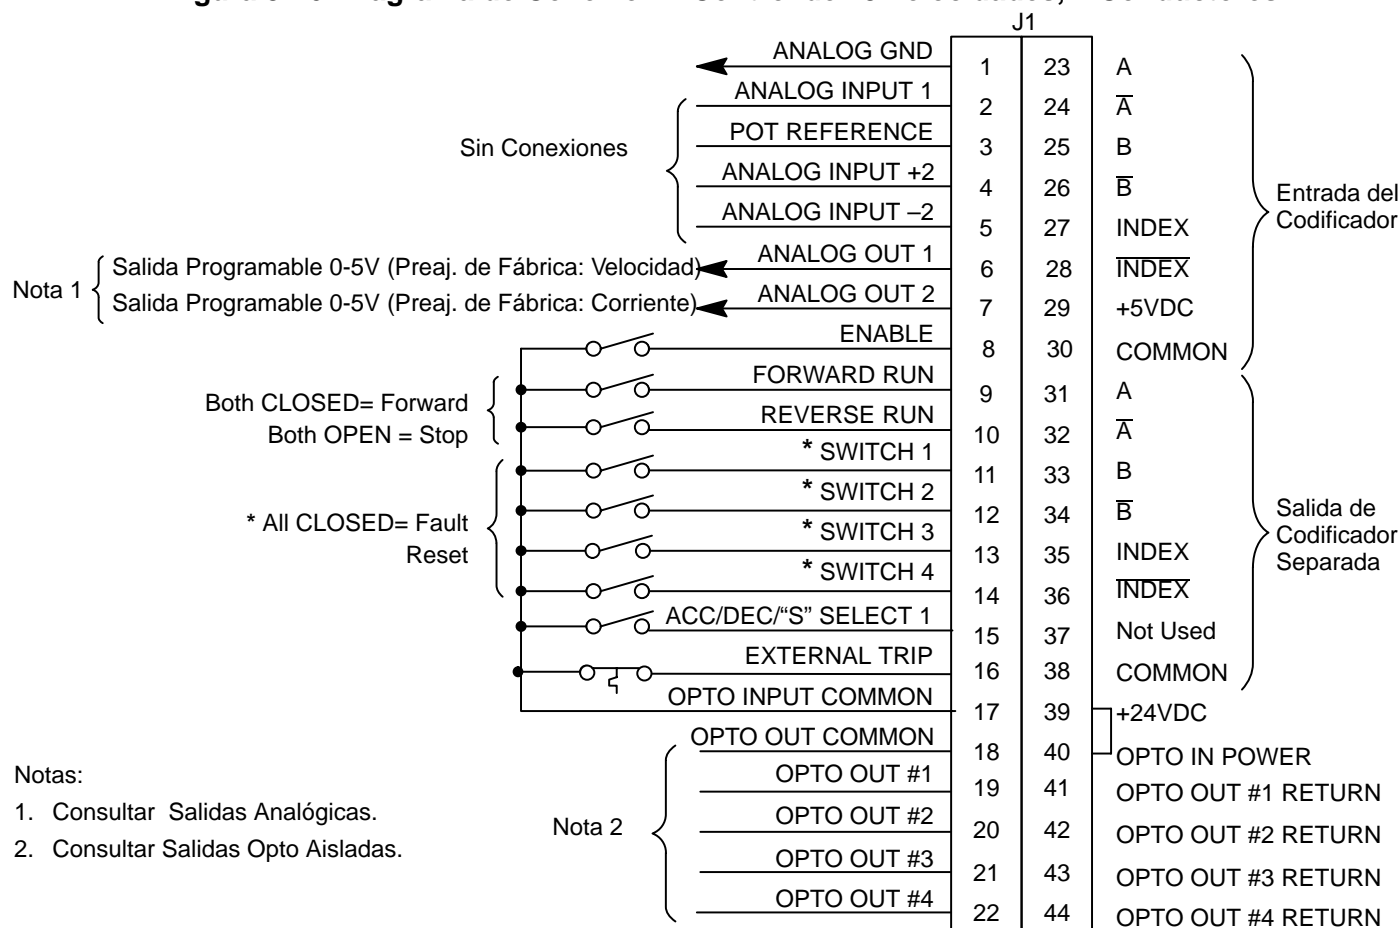 J1
ANALOG GND 1 23 A
ANALOG INPUT 1 2 24 A̅
POT REFERENCE 3 25 B
ANALOG INPUT +2 4 26 B̅
ANALOG INPUT –2 5 27 INDEX
Sin Conexiones
ANALOG OUT 1 6 28 I̅N̅D̅E̅X̅
ANALOG OUT 2 7 29 +5VDC
Nota 1
Salida Programable 0-5V (Preaj. de Fábrica: Velocidad)
Salida Programable 0-5V (Preaj. de Fábrica: Corriente)
ENABLE 8 30 COMMON
Entrada del
Codificador
FORWARD RUN 9 31 A
REVERSE RUN 10 32 A̅
Both CLOSED= Forward
Both OPEN = Stop
* SWITCH 1 11 33 B
* SWITCH 2 12 34 B̅
* SWITCH 3 13 35 INDEX
* SWITCH 4 14 36 I̅N̅D̅E̅X̅
* All CLOSED= Fault
Reset
ACC/DEC/“S” SELECT 1 15 37 Not Used
EXTERNAL TRIP 16 38 COMMON
Salida de
Codificador
Separada
OPTO INPUT COMMON 17 39 +24VDC
OPTO OUT COMMON 18 40 OPTO IN POWER
OPTO OUT #1 19 41 OPTO OUT #1 RETURN
OPTO OUT #2 20 42 OPTO OUT #2 RETURN
OPTO OUT #3 21 43 OPTO OUT #3 RETURN
OPTO OUT #4 22 44 OPTO OUT #4 RETURN
Nota 2
Notas:
1. Consultar Salidas Analógicas.
2. Consultar Salidas Opto Aisladas.